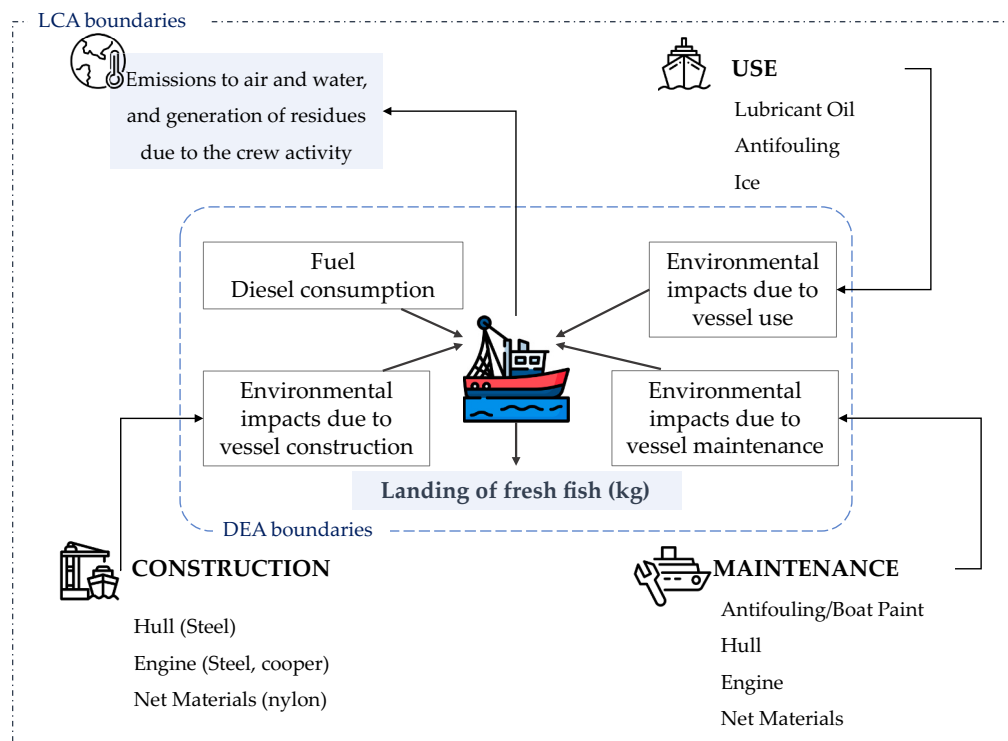 LCA boundaries
Emissions to air and water,
and generation of residues
due to the crew activity
USE
Lubricant Oil
Antifouling
Ice
Fuel
Diesel consumption
Environmental
impacts due to
vessel use
Environmental
impacts due to
vessel construction
Environmental
impacts due to
vessel maintenance
Landing of fresh fish (kg)
DEA boundaries
CONSTRUCTION
Hull (Steel)
Engine (Steel, cooper)
Net Materials (nylon)
MAINTENANCE
Antifouling/Boat Paint
Hull
Engine
Net Materials